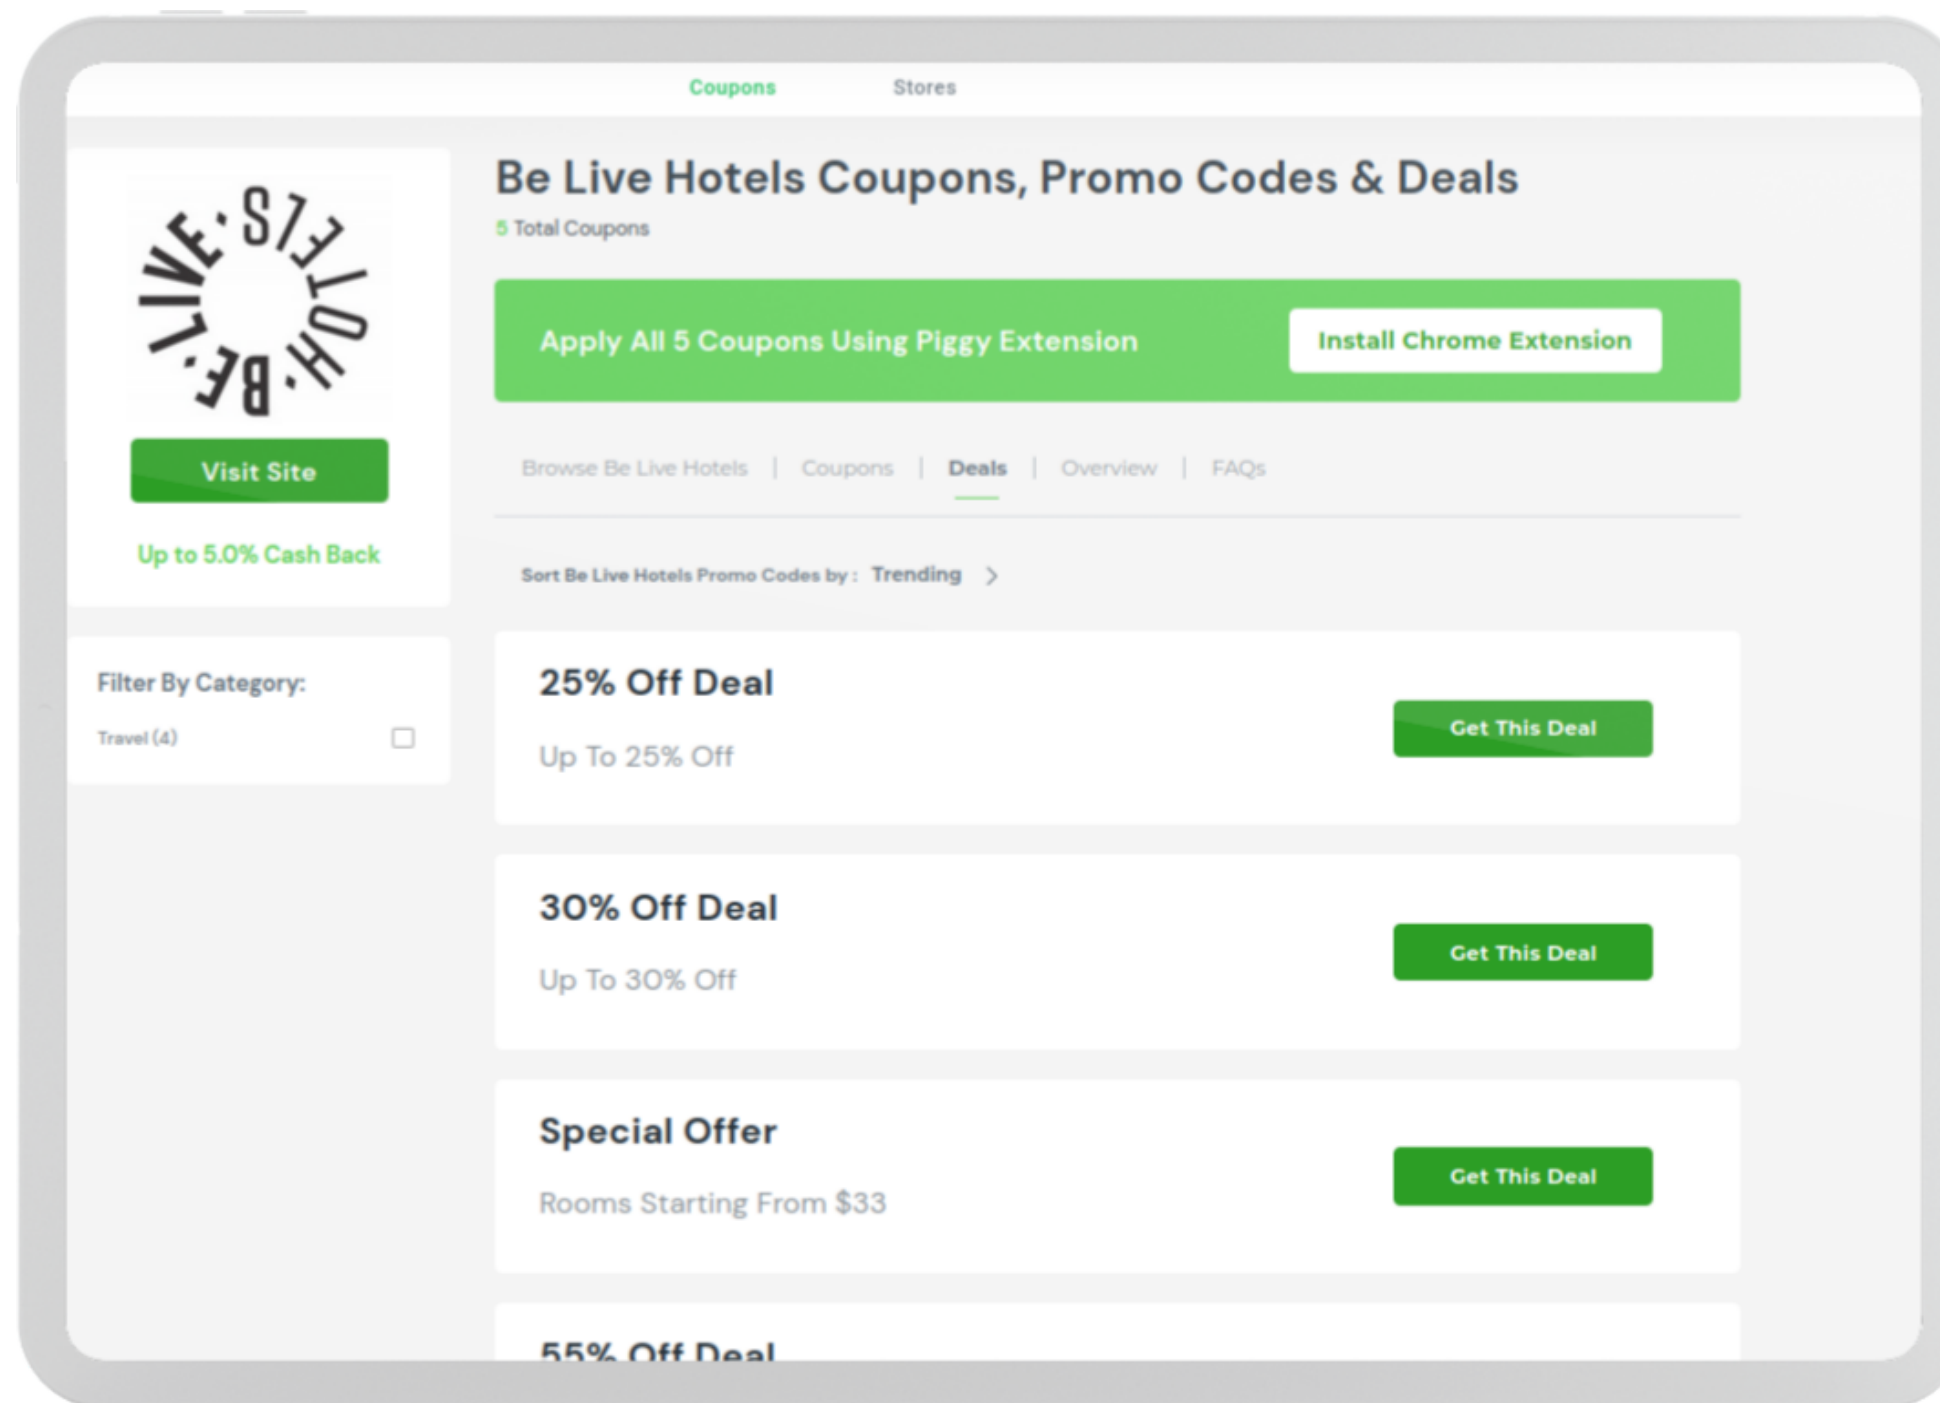 Coupons Stores
BE · LIVE · HOTELS ·
Visit Site
Up to 5.0% Cash Back
Filter By Category:
Travel (4)
Be Live Hotels Coupons, Promo Codes & Deals
5 Total Coupons
Apply All 5 Coupons Using Piggy Extension
Install Chrome Extension
Browse Be Live Hotels | Coupons | Deals | Overview | FAQs
Sort Be Live Hotels Promo Codes by : Trending
25% Off Deal
Up To 25% Off
Get This Deal
30% Off Deal
Up To 30% Off
Get This Deal
Special Offer
Rooms Starting From $33
Get This Deal
55% Off Deal